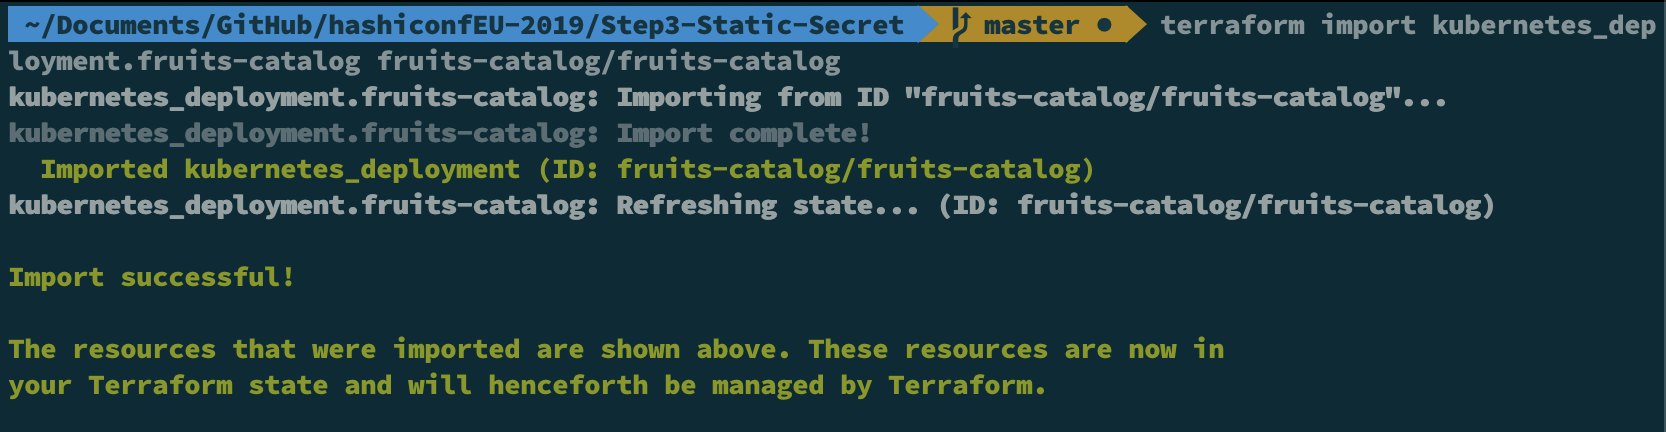 ~/Documents/GitHub/hashiconfEU-2019/Step3-Static-Secret master ● terraform import kubernetes_dep
loyment.fruits-catalog fruits-catalog/fruits-catalog
kubernetes_deployment.fruits-catalog: Importing from ID "fruits-catalog/fruits-catalog"...
kubernetes_deployment.fruits-catalog: Import complete!
  Imported kubernetes_deployment (ID: fruits-catalog/fruits-catalog)
kubernetes_deployment.fruits-catalog: Refreshing state... (ID: fruits-catalog/fruits-catalog)
Import successful!
The resources that were imported are shown above. These resources are now in
your Terraform state and will henceforth be managed by Terraform.